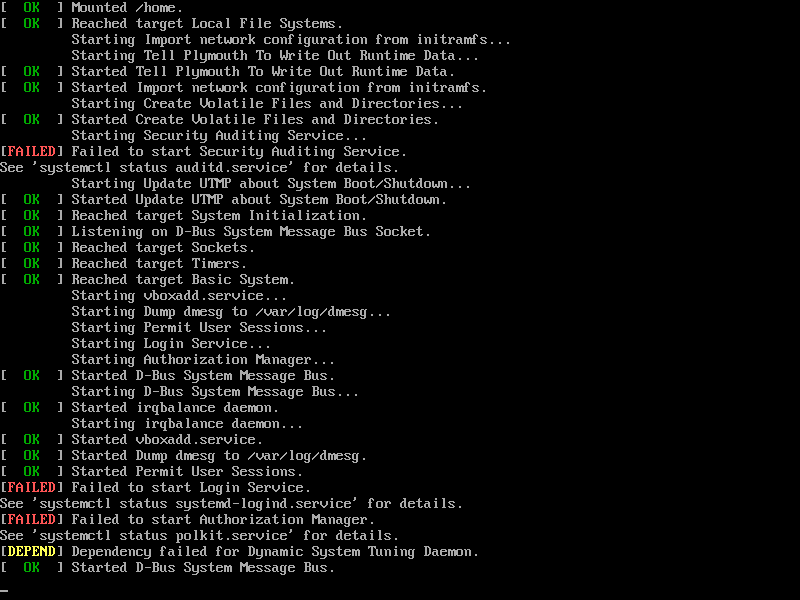 [  OK  ] Mounted /home.
[  OK  ] Reached target Local File Systems.
         Starting Import network configuration from initramfs...
         Starting Tell Plymouth To Write Out Runtime Data...
[  OK  ] Started Tell Plymouth To Write Out Runtime Data.
[  OK  ] Started Import network configuration from initramfs.
         Starting Create Volatile Files and Directories...
[  OK  ] Started Create Volatile Files and Directories.
         Starting Security Auditing Service...
[FAILED] Failed to start Security Auditing Service.
See 'systemctl status auditd.service' for details.
         Starting Update UTMP about System Boot/Shutdown...
[  OK  ] Started Update UTMP about System Boot/Shutdown.
[  OK  ] Reached target System Initialization.
[  OK  ] Listening on D-Bus System Message Bus Socket.
[  OK  ] Reached target Sockets.
[  OK  ] Reached target Timers.
[  OK  ] Reached target Basic System.
         Starting vboxadd.service...
         Starting Dump dmesg to /var/log/dmesg...
         Starting Permit User Sessions...
         Starting Login Service...
         Starting Authorization Manager...
[  OK  ] Started D-Bus System Message Bus.
         Starting D-Bus System Message Bus...
[  OK  ] Started irqbalance daemon.
         Starting irqbalance daemon...
[  OK  ] Started vboxadd.service.
[  OK  ] Started Dump dmesg to /var/log/dmesg.
[  OK  ] Started Permit User Sessions.
[FAILED] Failed to start Login Service.
See 'systemctl status systemd-logind.service' for details.
[FAILED] Failed to start Authorization Manager.
See 'systemctl status polkit.service' for details.
[DEPEND] Dependency failed for Dynamic System Tuning Daemon.
[  OK  ] Started D-Bus System Message Bus.